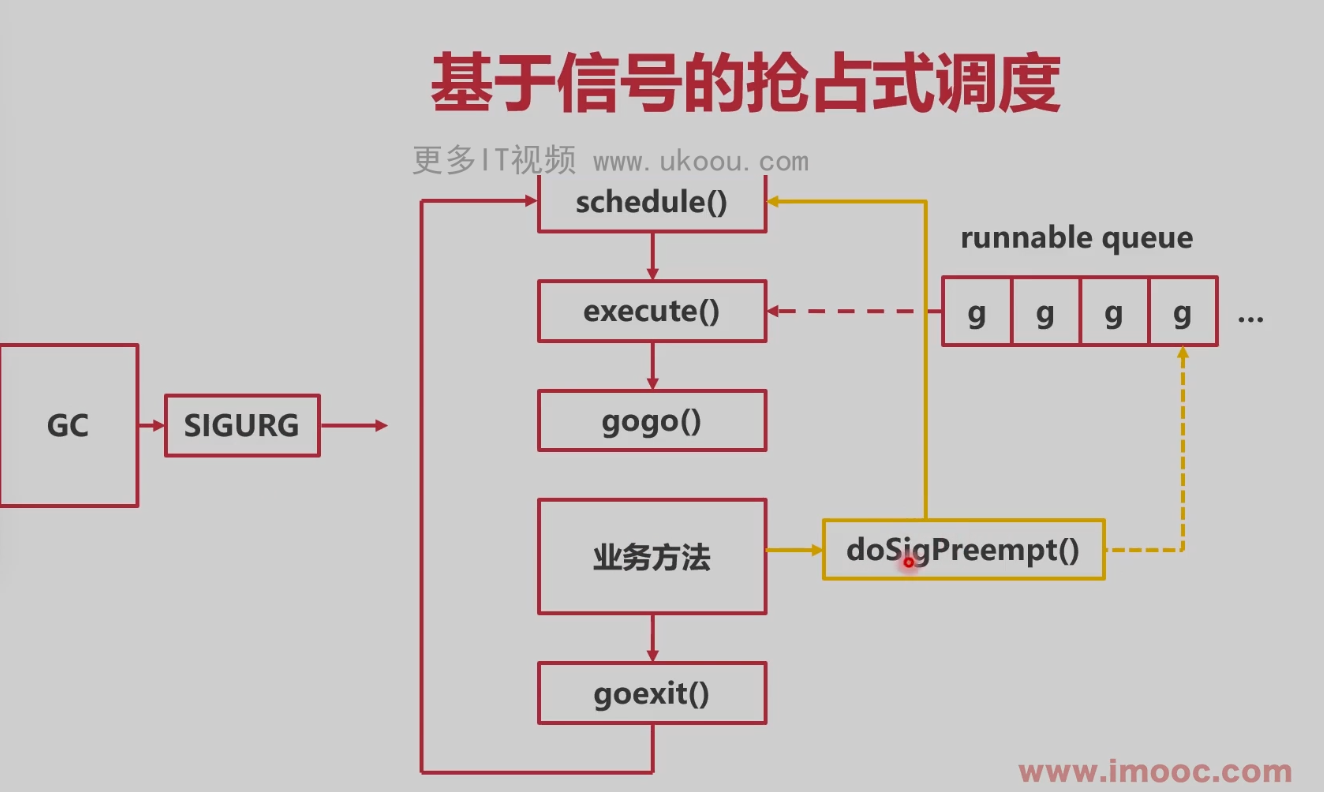 基于信号的抢占式调度
更多IT视频 www.ukoou.com
schedule()
runnable queue
execute()
g g g g ...
gogo()
GC
SIGURG
业务方法
doSigPreempt()
goexit()
www.imooc.com